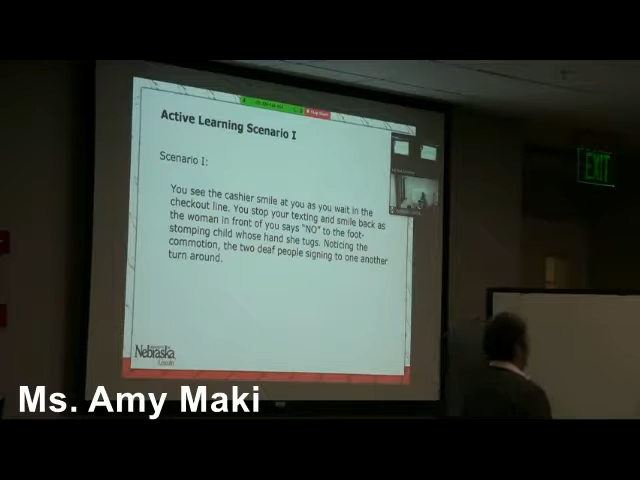 Active Learning Scenario I
Scenario I:
You see the cashier smile at you as you wait in the
checkout line. You stop your texting and smile back as
the woman in front of you says "NO" to the foot-
stomping child whose hand she tugs. Noticing the
commotion, the two deaf people signing to one another
turn around.
EXIT
Nebraska
Lincoln
Ms. Amy Maki